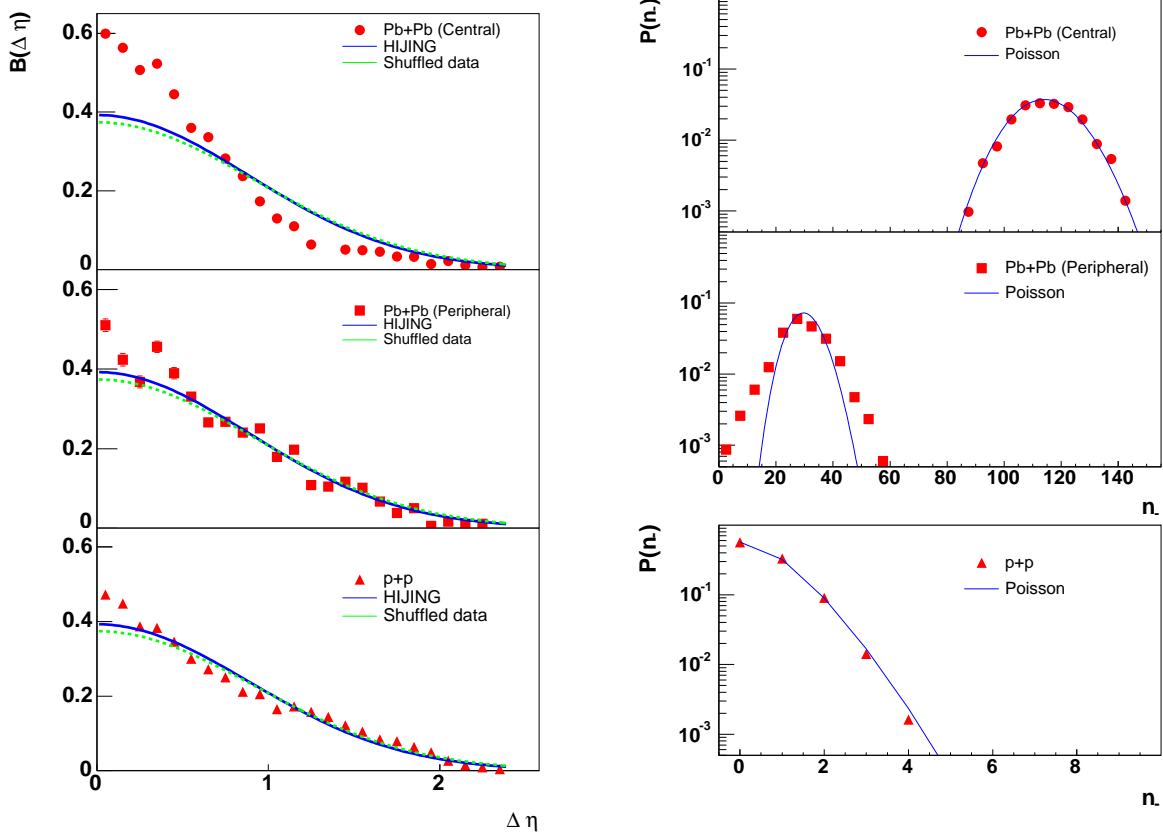 B(Δ η)
0.6
0.4
0.2
0
Pb+Pb (Central)
HIJING
Shuffled data
0.6
0.4
0.2
0
Pb+Pb (Peripheral)
HIJING
Shuffled data
0.6
0.4
0.2
0
p+p
HIJING
Shuffled data
0 1 2
Δ η
P(n-)
10-1
10-2
10-3
Pb+Pb (Central)
Poisson
10-1
10-2
10-3
Pb+Pb (Peripheral)
Poisson
0 20 40 60 80 100 120 140
n-
P(n-)
10-1
10-2
10-3
p+p
Poisson
0 2 4 6 8
n-